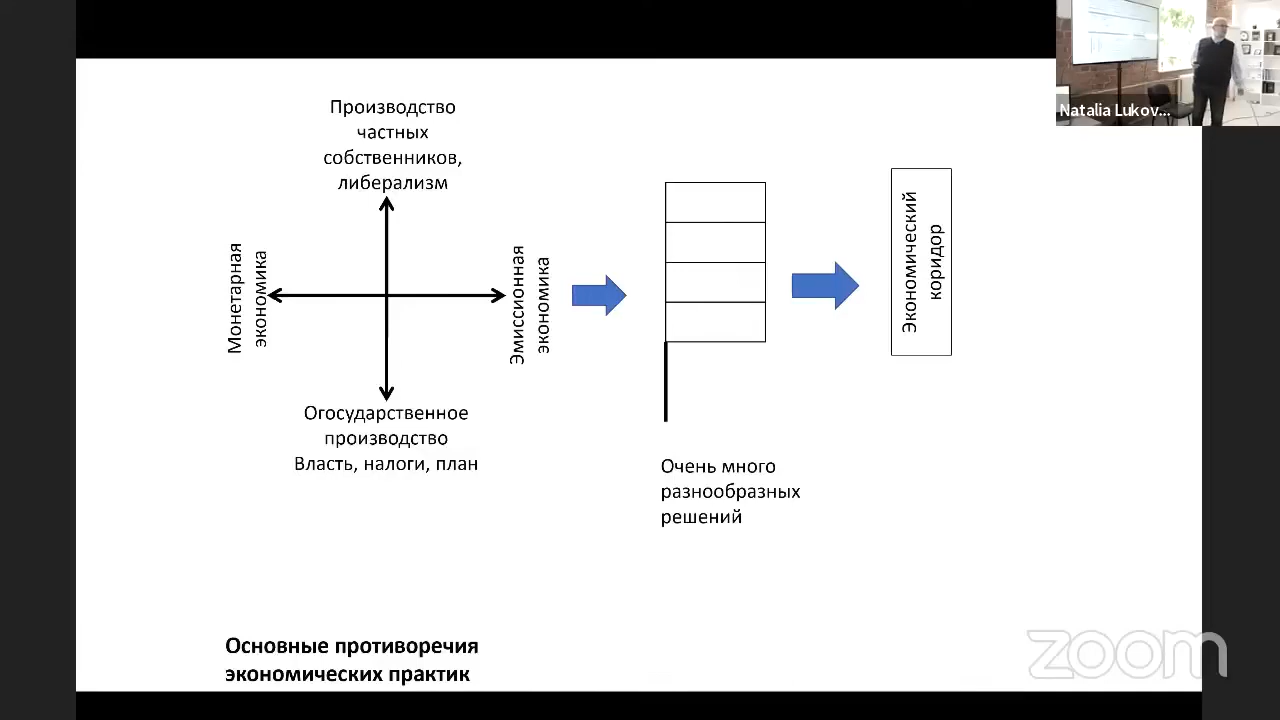 Natalia Lukov...
Производство
частных
собственников,
либерализм
Монетарная
экономика
Эмиссионная
экономика
Экономический
коридор
Огосударственное
производство
Власть, налоги, план
Очень много
разнообразных
решений
Основные противоречия
экономических практик
zoom